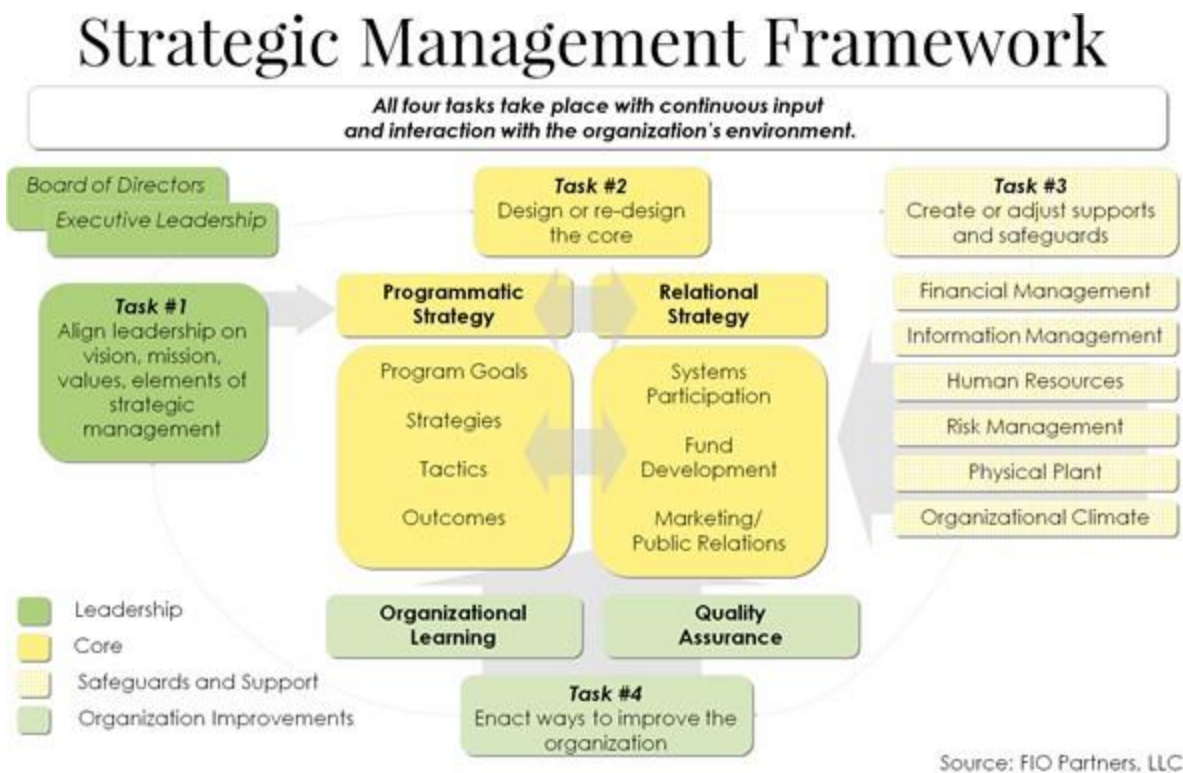 Strategic Management Framework
All four tasks take place with continuous input
and interaction with the organization's environment.
Board of Directors
Executive Leadership
Task #1
Align leadership on
vision, mission,
values, elements of
strategic
management
Task #2
Design or re-design
the core
Programmatic
Strategy
Relational
Strategy
Program Goals
Strategies
Tactics
Outcomes
Systems
Participation
Fund
Development
Marketing/
Public Relations
Task #3
Create or adjust supports
and safeguards
Financial Management
Information Management
Human Resources
Risk Management
Physical Plant
Organizational Climate
Organizational
Learning
Quality
Assurance
Task #4
Enact ways to improve the
organization
Leadership
Core
Safeguards and Support
Organization Improvements
Source: FIO Partners, LLC